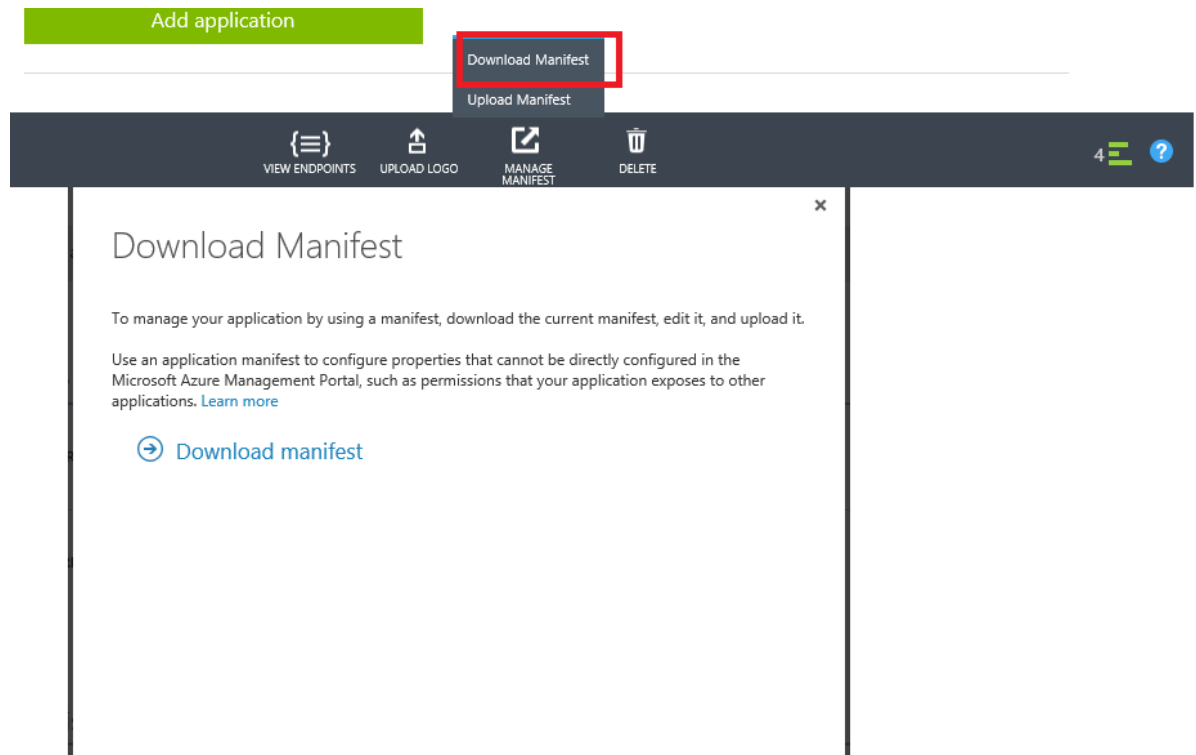 Add application
Download Manifest
Upload Manifest
VIEW ENDPOINTS
UPLOAD LOGO
MANAGE
MANIFEST
DELETE
4
?
Download Manifest
To manage your application by using a manifest, download the current manifest, edit it, and upload it.
Use an application manifest to configure properties that cannot be directly configured in the
Microsoft Azure Management Portal, such as permissions that your application exposes to other
applications. Learn more
Download manifest